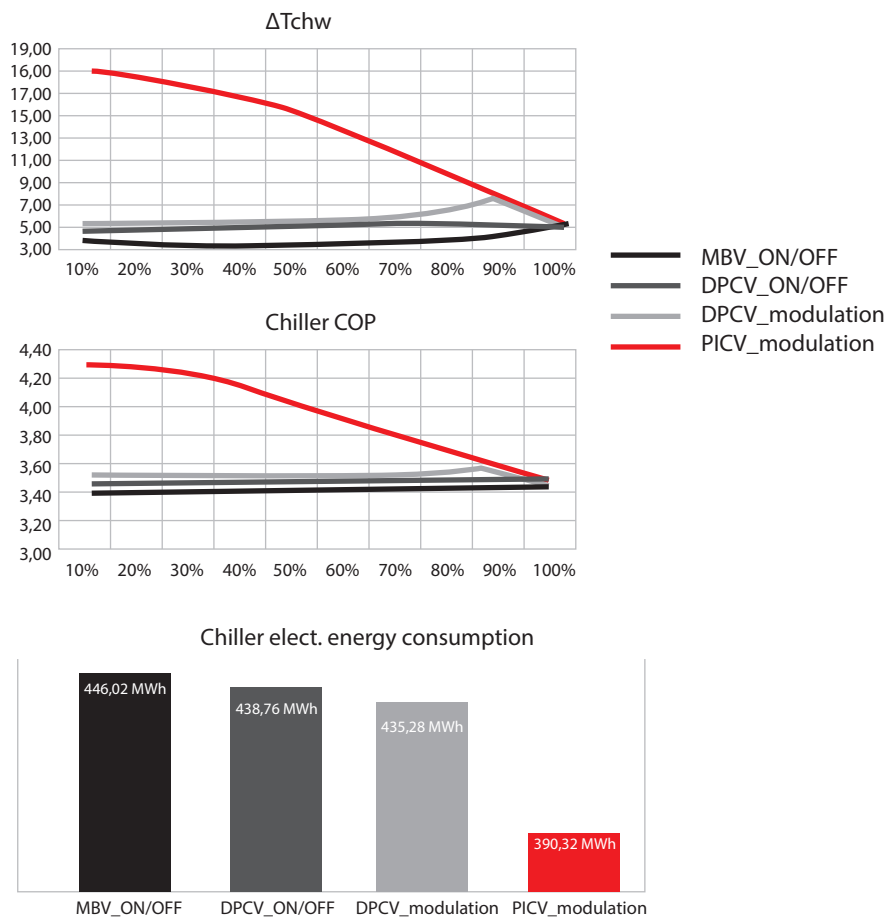 ΔTchw
19,00
16,00
17,00
15,00
13,00
11,00
9,00
7,00
5,00
3,00
10% 20% 30% 40% 50% 60% 70% 80% 90% 100%
MBV_ON/OFF
DPCV_ON/OFF
DPCV_modulation
PICV_modulation
Chiller COP
4,40
4,20
4,00
3,80
3,60
3,40
3,20
3,00
10% 20% 30% 40% 50% 60% 70% 80% 90% 100%
Chiller elect. energy consumption
446,02 MWh
438,76 MWh
435,28 MWh
390,32 MWh
MBV_ON/OFF DPCV_ON/OFF DPCV_modulation PICV_modulation